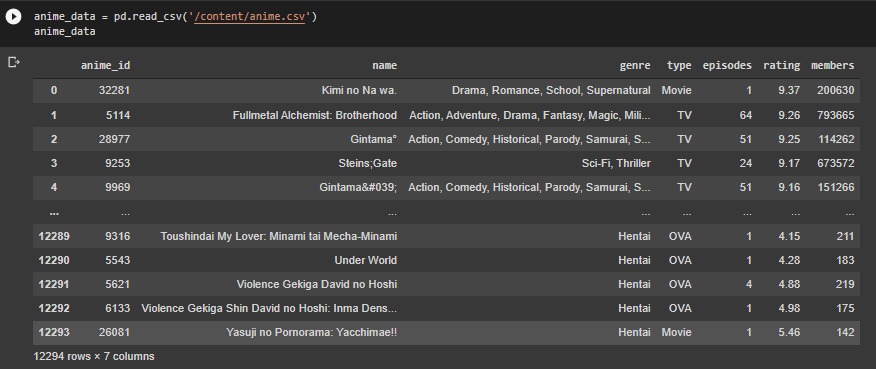 anime_data = pd.read_csv('/content/anime.csv')
anime_data
anime_id name genre type episodes rating members
0 32281 Kimi no Na wa. Drama, Romance, School, Supernatural Movie 1 9.37 200630
1 5114 Fullmetal Alchemist: Brotherhood Action, Adventure, Drama, Fantasy, Magic, Mili... TV 64 9.26 793665
2 28977 Gintama° Action, Comedy, Historical, Parody, Samurai, S... TV 51 9.25 114262
3 9253 Steins;Gate Sci-Fi, Thriller TV 24 9.17 673572
4 9969 Gintama&#039; Action, Comedy, Historical, Parody, Samurai, S... TV 51 9.16 151266
... ... ... ... ... ... ... ...
12289 9316 Toushindai My Lover: Minami tai Mecha-Minami Hentai OVA 1 4.15 211
12290 5543 Under World Hentai OVA 1 4.28 183
12291 5621 Violence Gekiga David no Hoshi Hentai OVA 4 4.88 219
12292 6133 Violence Gekiga Shin David no Hoshi: Inma Dens... Hentai OVA 1 4.98 175
12293 26081 Yasuji no Pornorama: Yacchimae!! Hentai Movie 1 5.46 142
12294 rows × 7 columns